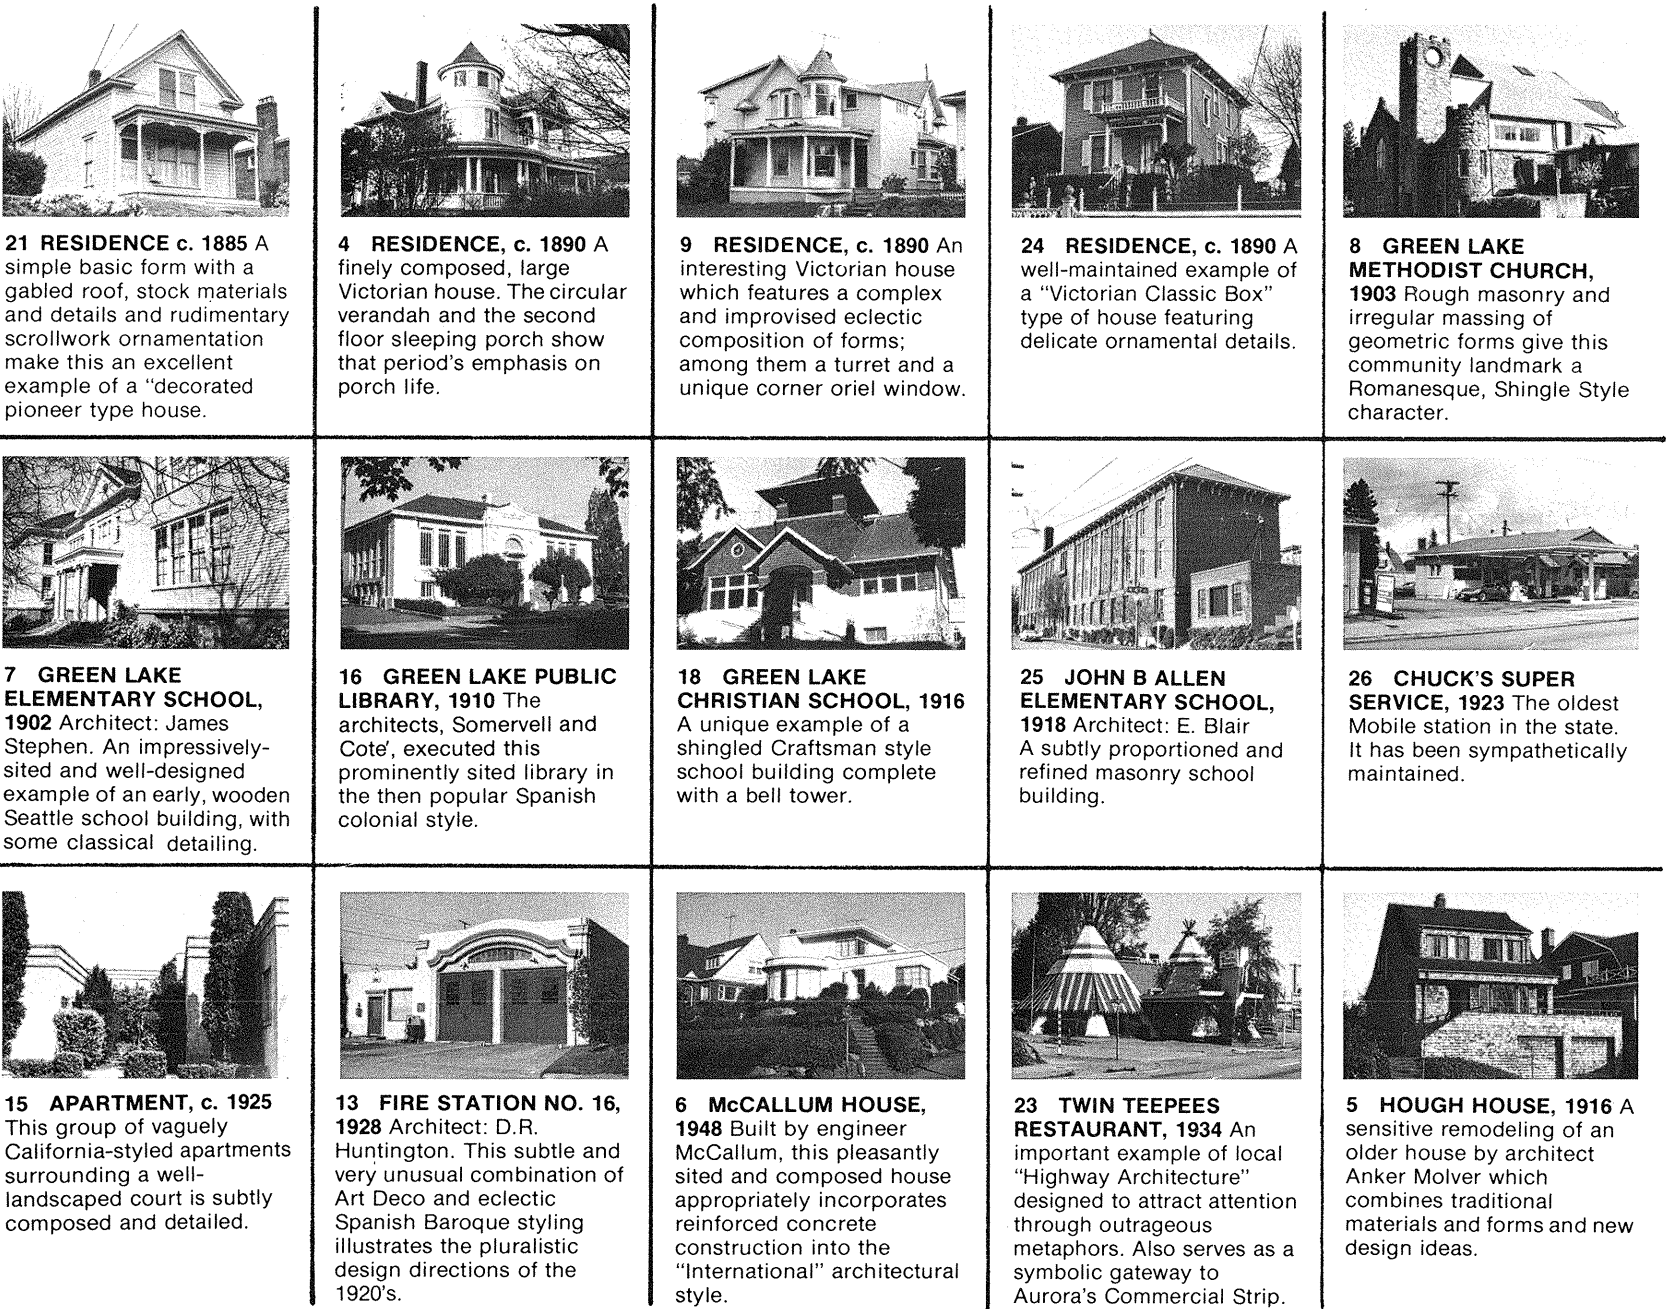 21 RESIDENCE c. 1885 A
simple basic form with a
gabled roof, stock materials
and details and rudimentary
scrollwork ornamentation
make this an excellent
example of a "decorated
pioneer type house.
4 RESIDENCE, c. 1890 A
finely composed, large
Victorian house. The circular
verandah and the second
floor sleeping porch show
that period's emphasis on
porch life.
9 RESIDENCE, c. 1890 An
interesting Victorian house
which features a complex
and improvised eclectic
composition of forms;
among them a turret and a
unique corner oriel window.
24 RESIDENCE, c. 1890 A
well-maintained example of
a "Victorian Classic Box"
type of house featuring
delicate ornamental details.
8 GREEN LAKE
METHODIST CHURCH,
1903 Rough masonry and
irregular massing of
geometric forms give this
community landmark a
Romanesque, Shingle Style
character.
7 GREEN LAKE
ELEMENTARY SCHOOL,
1902 Architect: James
Stephen. An impressively-
sited and well-designed
example of an early, wooden
Seattle school building, with
some classical detailing.
16 GREEN LAKE PUBLIC
LIBRARY, 1910 The
architects, Somervell and
Cote', executed this
prominently sited library in
the then popular Spanish
colonial style.
18 GREEN LAKE
CHRISTIAN SCHOOL, 1916
A unique example of a
shingled Craftsman style
school building complete
with a bell tower.
25 JOHN B ALLEN
ELEMENTARY SCHOOL,
1918 Architect: E. Blair
A subtly proportioned and
refined masonry school
building.
26 CHUCK'S SUPER
SERVICE, 1923 The oldest
Mobile station in the state.
It has been sympathetically
maintained.
15 APARTMENT, c. 1925
This group of vaguely
California-styled apartments
surrounding a well-
landscaped court is subtly
composed and detailed.
13 FIRE STATION NO. 16,
1928 Architect: D.R.
Huntington. This subtle and
very unusual combination of
Art Deco and eclectic
Spanish Baroque styling
illustrates the pluralistic
design directions of the
1920's.
6 McCALLUM HOUSE,
1948 Built by engineer
McCallum, this pleasantly
sited and composed house
appropriately incorporates
reinforced concrete
construction into the
"International" architectural
style.
23 TWIN TEEPEES
RESTAURANT, 1934 An
important example of local
"Highway Architecture"
designed to attract attention
through outrageous
metaphors. Also serves as a
symbolic gateway to
Aurora's Commercial Strip.
5 HOUGH HOUSE, 1916 A
sensitive remodeling of an
older house by architect
Anker Molver which
combines traditional
materials and forms and new
design ideas.